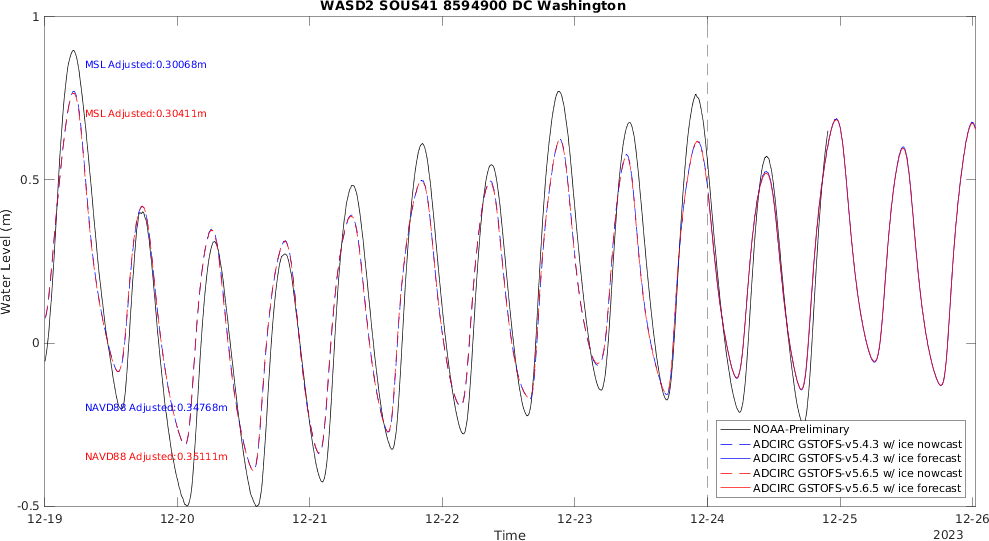 WASD2 SOUS41 8594900 DC Washington
1
0.5
0
-0.5
Water Level (m)
MSL Adjusted:0.30068m
MSL Adjusted:0.30411m
NAVD88 Adjusted:0.34768m
NAVD88 Adjusted:0.35111m
NOAA-Preliminary
ADCIRC GSTOFS-v5.4.3 w/ ice nowcast
ADCIRC GSTOFS-v5.4.3 w/ ice forecast
ADCIRC GSTOFS-v5.6.5 w/ ice nowcast
ADCIRC GSTOFS-v5.6.5 w/ ice forecast
12-19 12-20 12-21 12-22 12-23 12-24 12-25 12-26
Time
2023